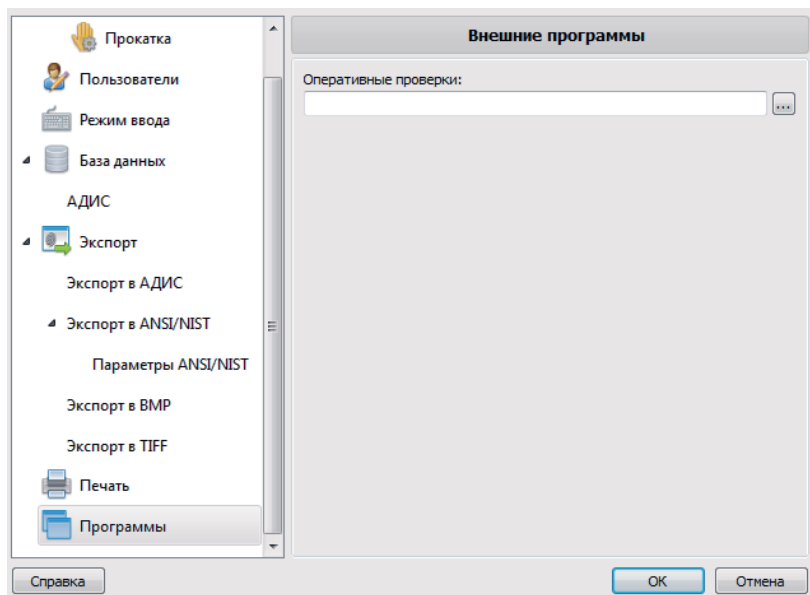 Прокатка
Пользователи
Режим ввода
База данных
АДИС
Экспорт
Экспорт в АДИС
Экспорт в ANSI/NIST
Параметры ANSI/NIST
Экспорт в BMP
Экспорт в TIFF
Печать
Программы
Внешние программы
Оперативные проверки:
...
Справка
OK
Отмена